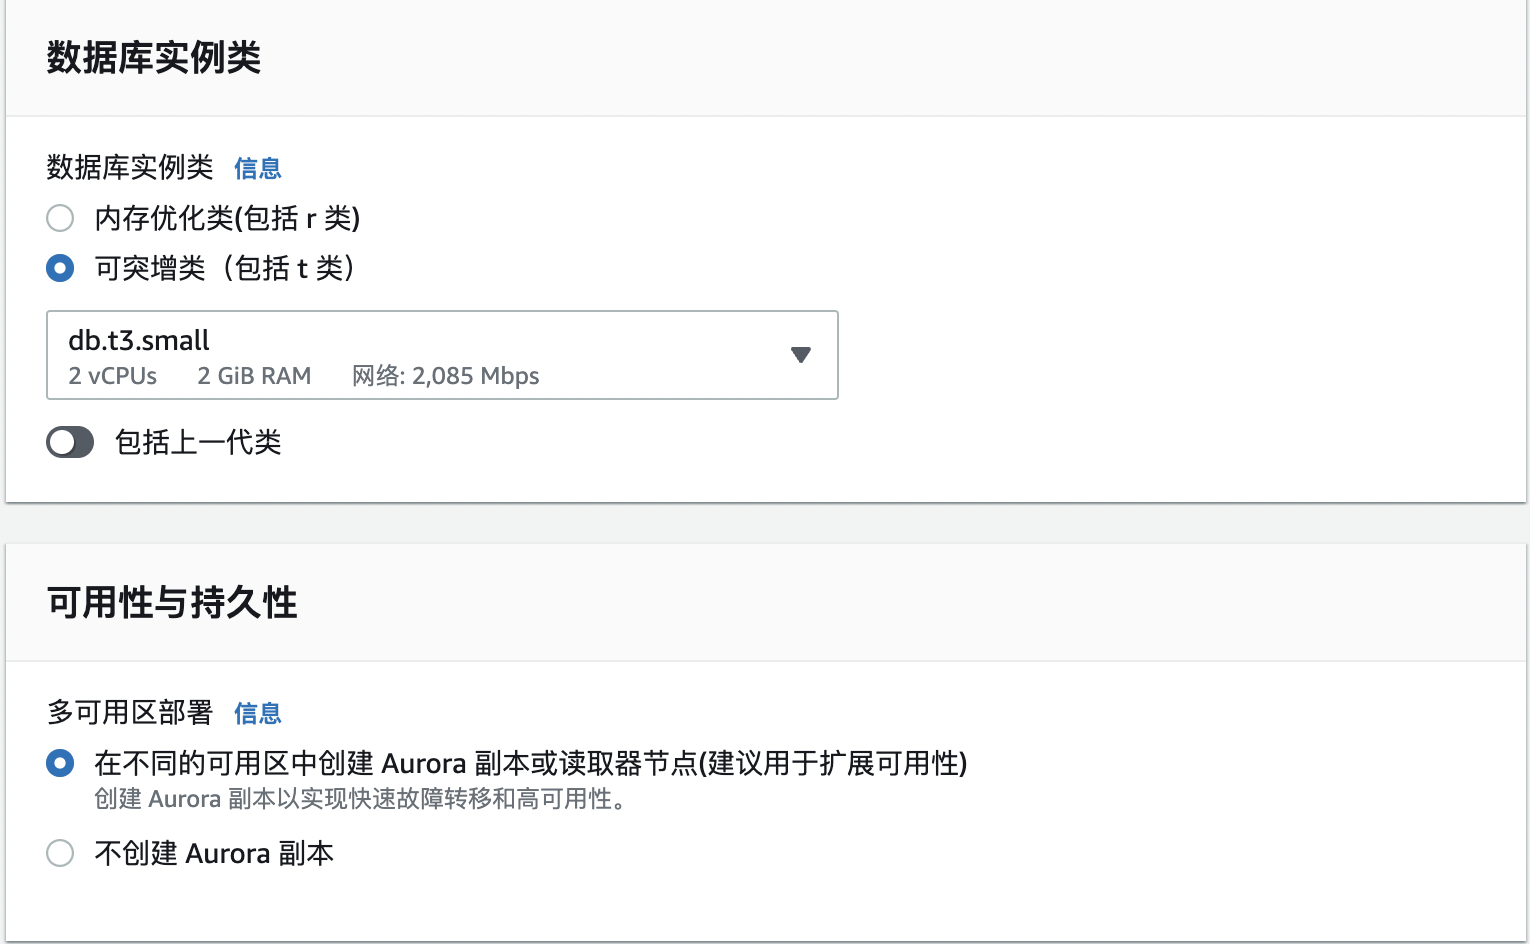 数据库实例类
数据库实例类 信息
内存优化类(包括 r 类)
可突增类（包括 t 类）
db.t3.small
2 vCPUs 2 GiB RAM 网络: 2,085 Mbps
包括上一代类
可用性与持久性
多可用区部署 信息
在不同的可用区中创建 Aurora 副本或读取器节点(建议用于扩展可用性)
创建 Aurora 副本以实现快速故障转移和高可用性。
不创建 Aurora 副本